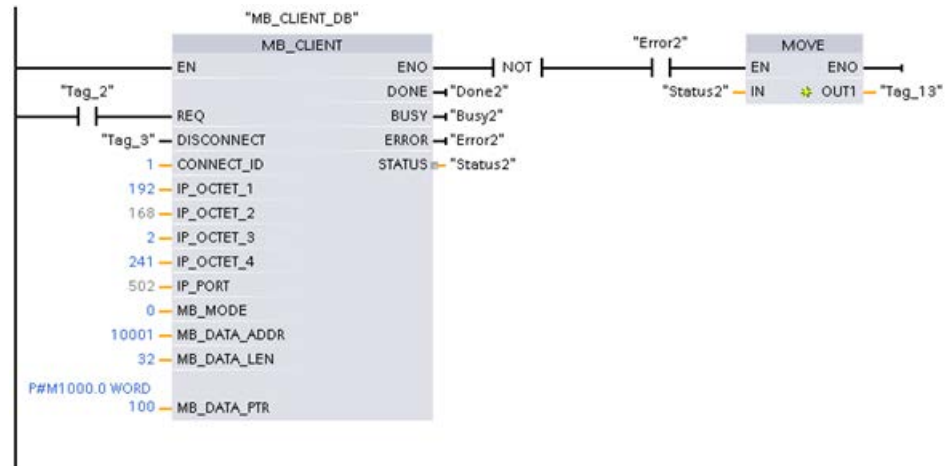 "MB_CLIENT_DB"
MB_CLIENT
EN ENO NOT "Error2" MOVE EN ENO
"Tag_2" REQ
DONE "Done2"
"Status2" IN OUT1 "Tag_13"
BUSY "Busy2"
"Tag_3" DISCONNECT ERROR "Error2"
1 CONNECT_ID STATUS "Status2"
192 IP_OCTET_1
168 IP_OCTET_2
2 IP_OCTET_3
241 IP_OCTET_4
502 IP_PORT
0 MB_MODE
10001 MB_DATA_ADDR
32 MB_DATA_LEN
P#M1000.0 WORD
100 MB_DATA_PTR